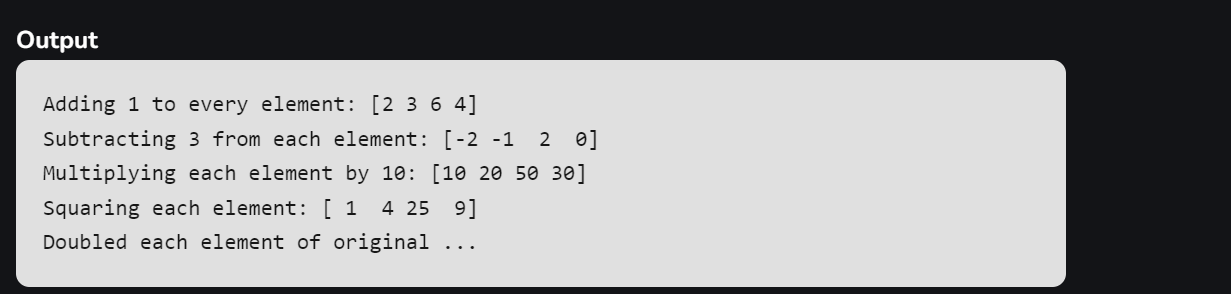 Output
Adding 1 to every element: [2 3 6 4]
Subtracting 3 from each element: [-2 -1  2  0]
Multiplying each element by 10: [10 20 50 30]
Squaring each element: [ 1  4 25  9]
Doubled each element of original ...